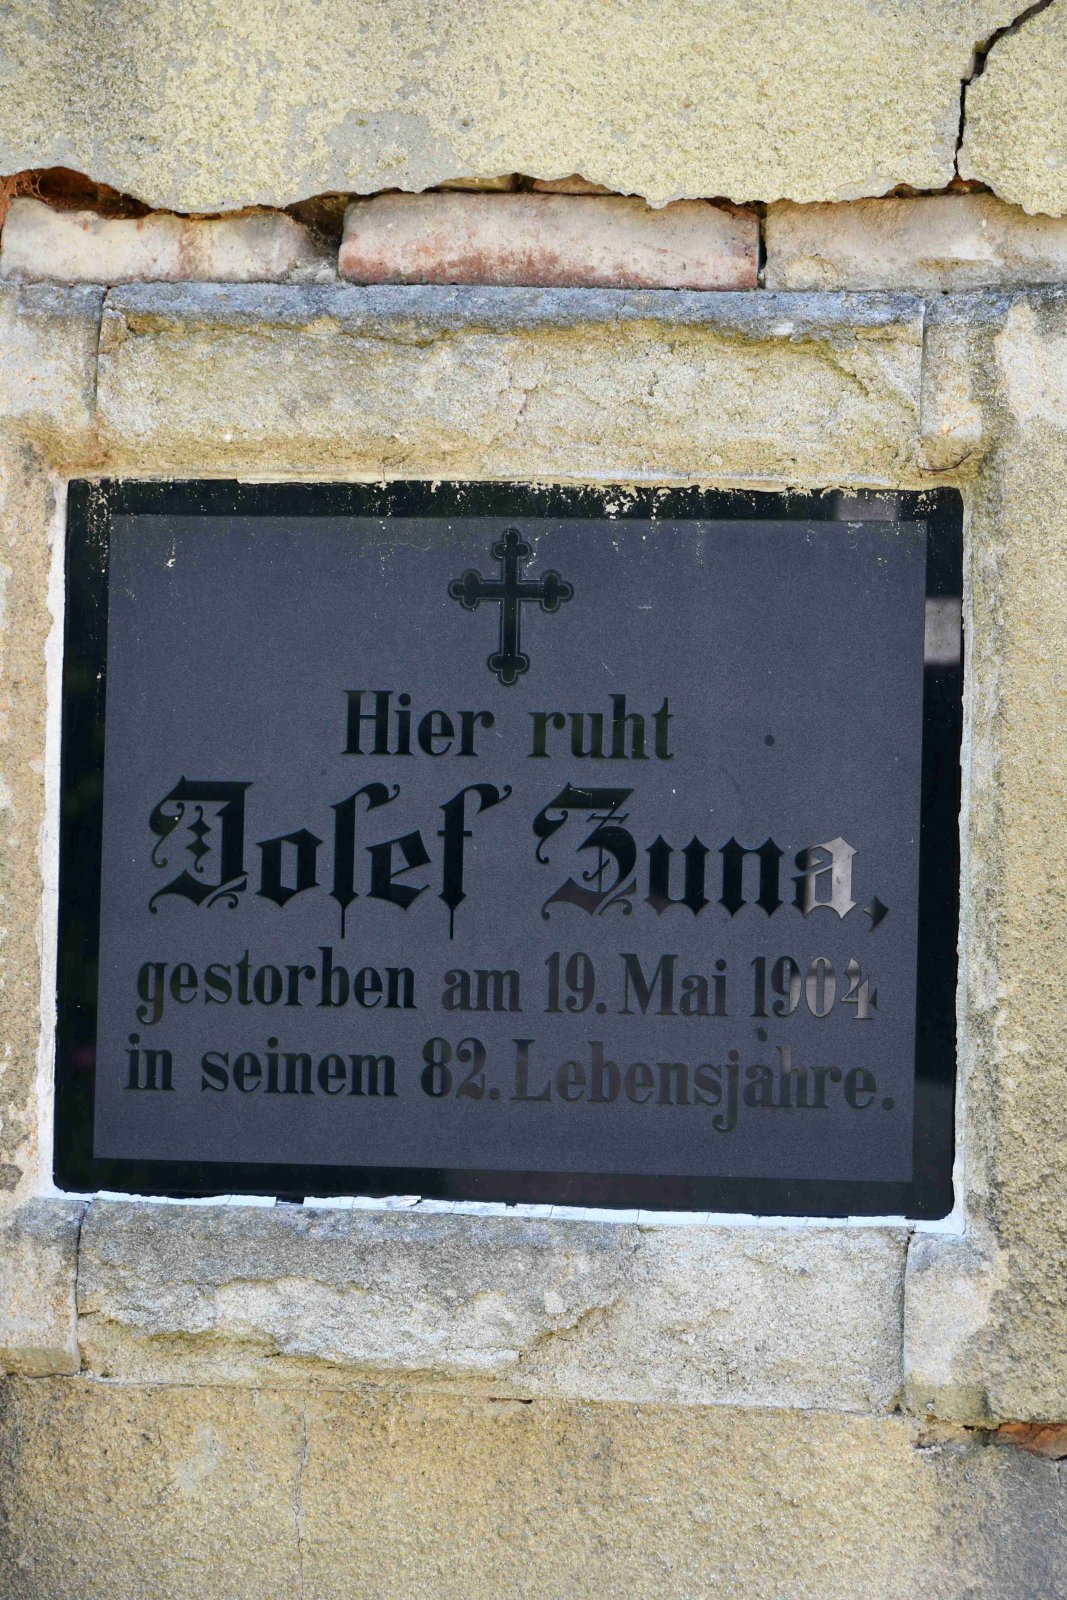 Hier ruht
Josef Zuna,
gestorben am 19. Mai 1904
in seinem 82. Lebensjahre.